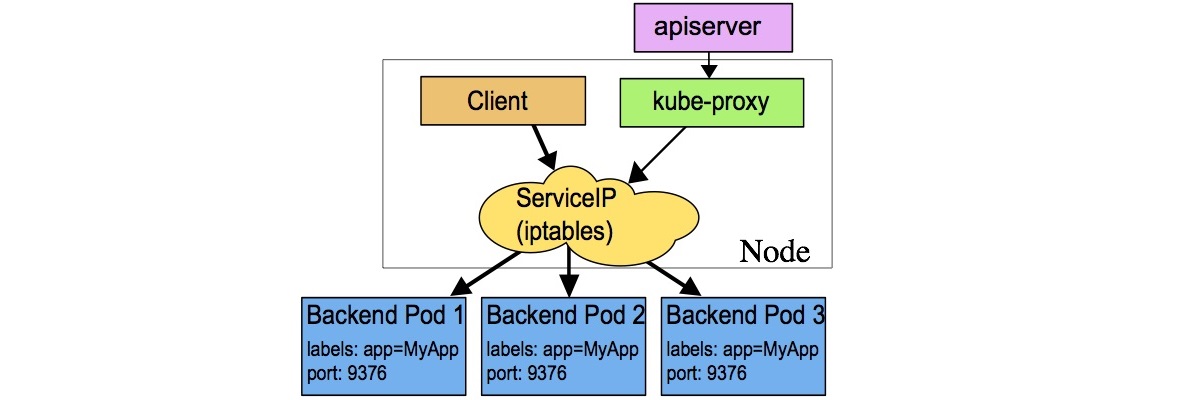 apiserver
Client
kube-proxy
ServiceIP
(iptables)
Node
Backend Pod 1
labels: app=MyApp
port: 9376
Backend Pod 2
labels: app=MyApp
port: 9376
Backend Pod 3
labels: app=MyApp
port: 9376